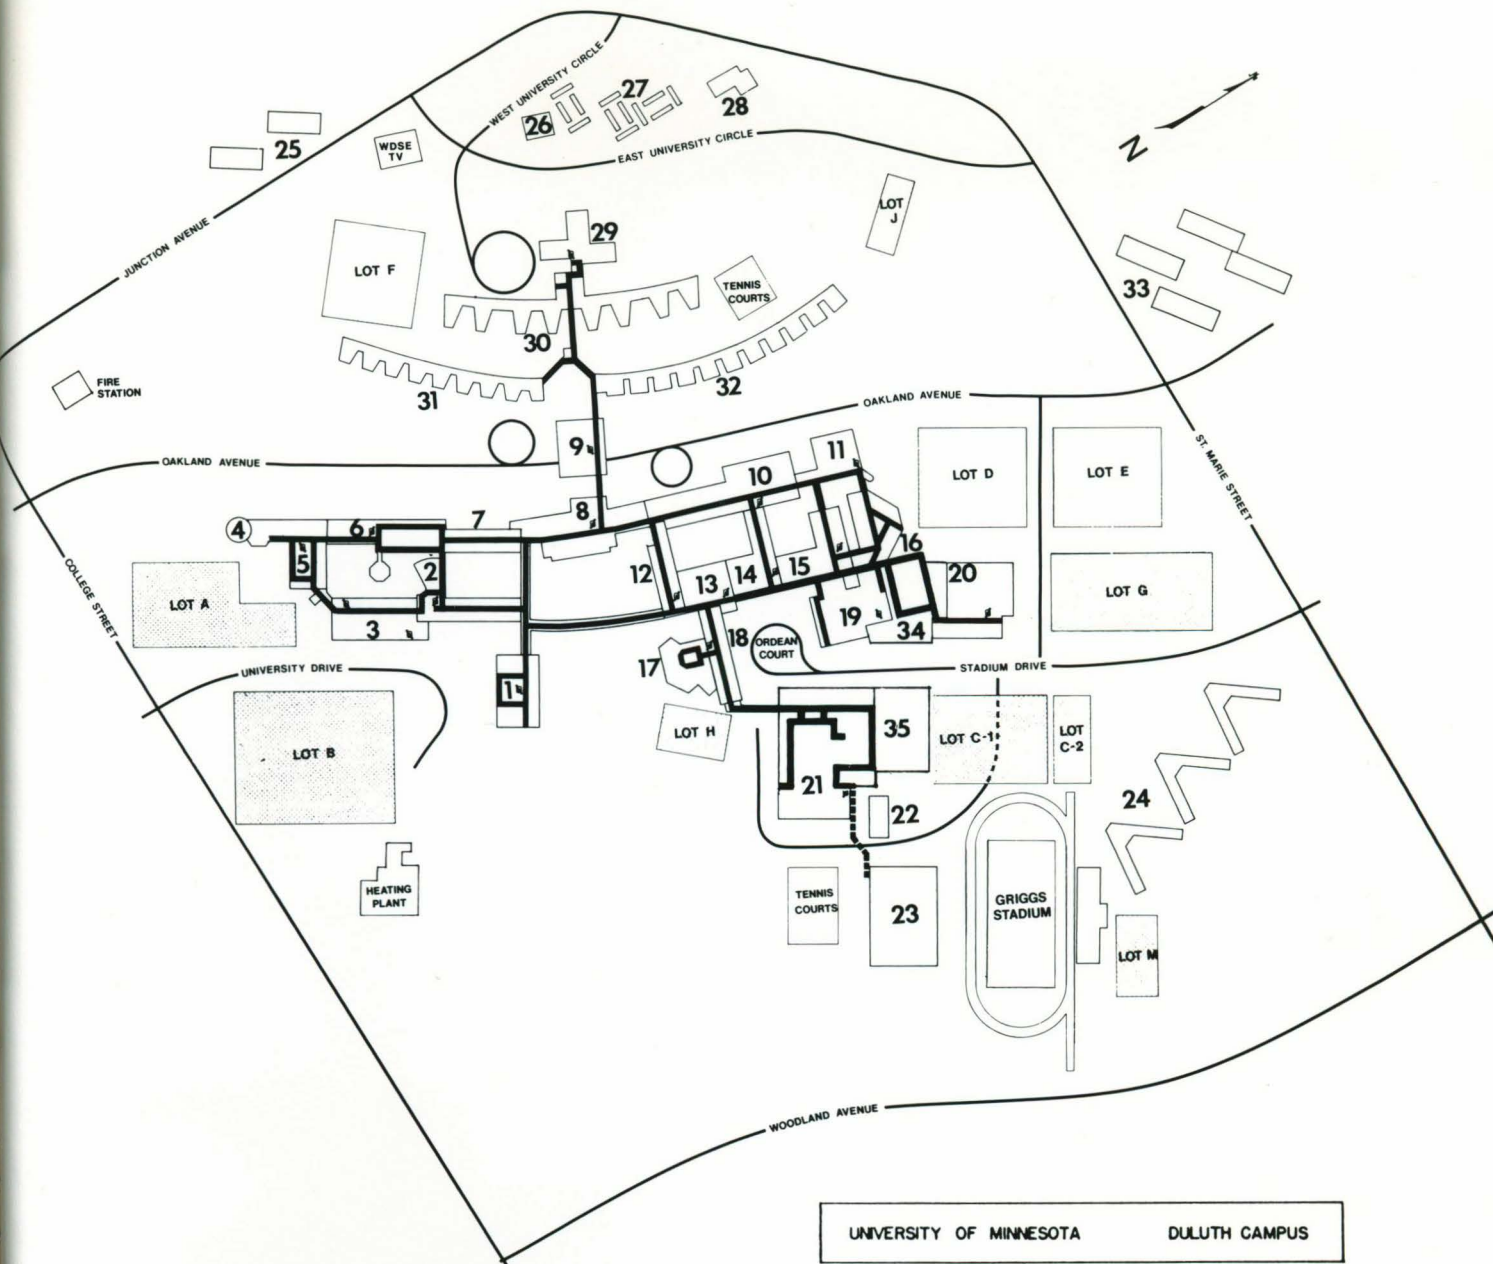 WEST UNIVERSITY CIRCLE
27
28
26
EAST UNIVERSITY CIRCLE
25
WDSE
TV
N
JUNCTION AVENUE
LOT
J
29
LOT F
TENNIS
COURTS
33
30
31
32
FIRE
STATION
OAKLAND AVENUE
9
11
OAKLAND AVENUE
LOT D
LOT E
ST. MARIE STREET
10
4
6
7
8
16
5
2
12
13
14
15
20
COLLEGE STREET
LOT A
LOT G
3
19
34
18
ORDEAN
COURT
17
UNIVERSITY DRIVE
STADIUM DRIVE
1
LOT H
35
LOT C-1
LOT
C-2
LOT B
21
22
24
HEATING
PLANT
TENNIS
COURTS
23
GRIGGS
STADIUM
LOT M
WOODLAND AVENUE
UNIVERSITY OF MINNESOTA DULUTH CAMPUS